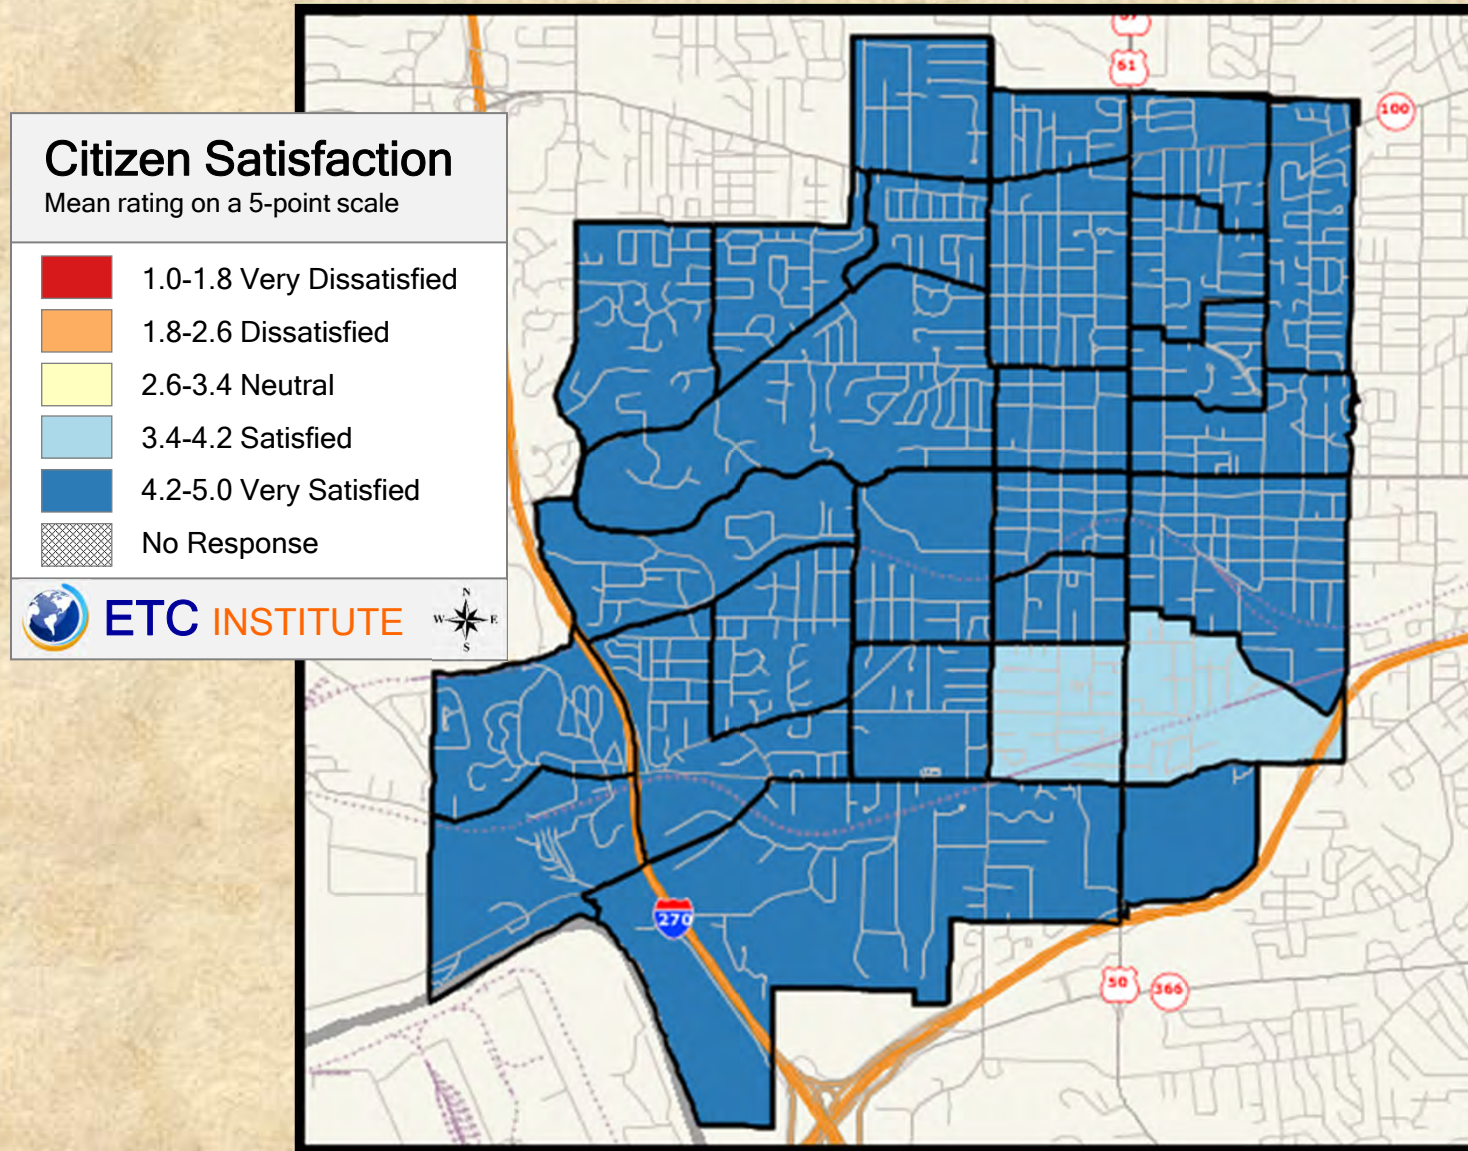 Citizen Satisfaction
Mean rating on a 5-point scale
1.0-1.8 Very Dissatisfied
1.8-2.6 Dissatisfied
2.6-3.4 Neutral
3.4-4.2 Satisfied
4.2-5.0 Very Satisfied
No Response
ETC INSTITUTE
N
W E
S
61
100
270
50
366